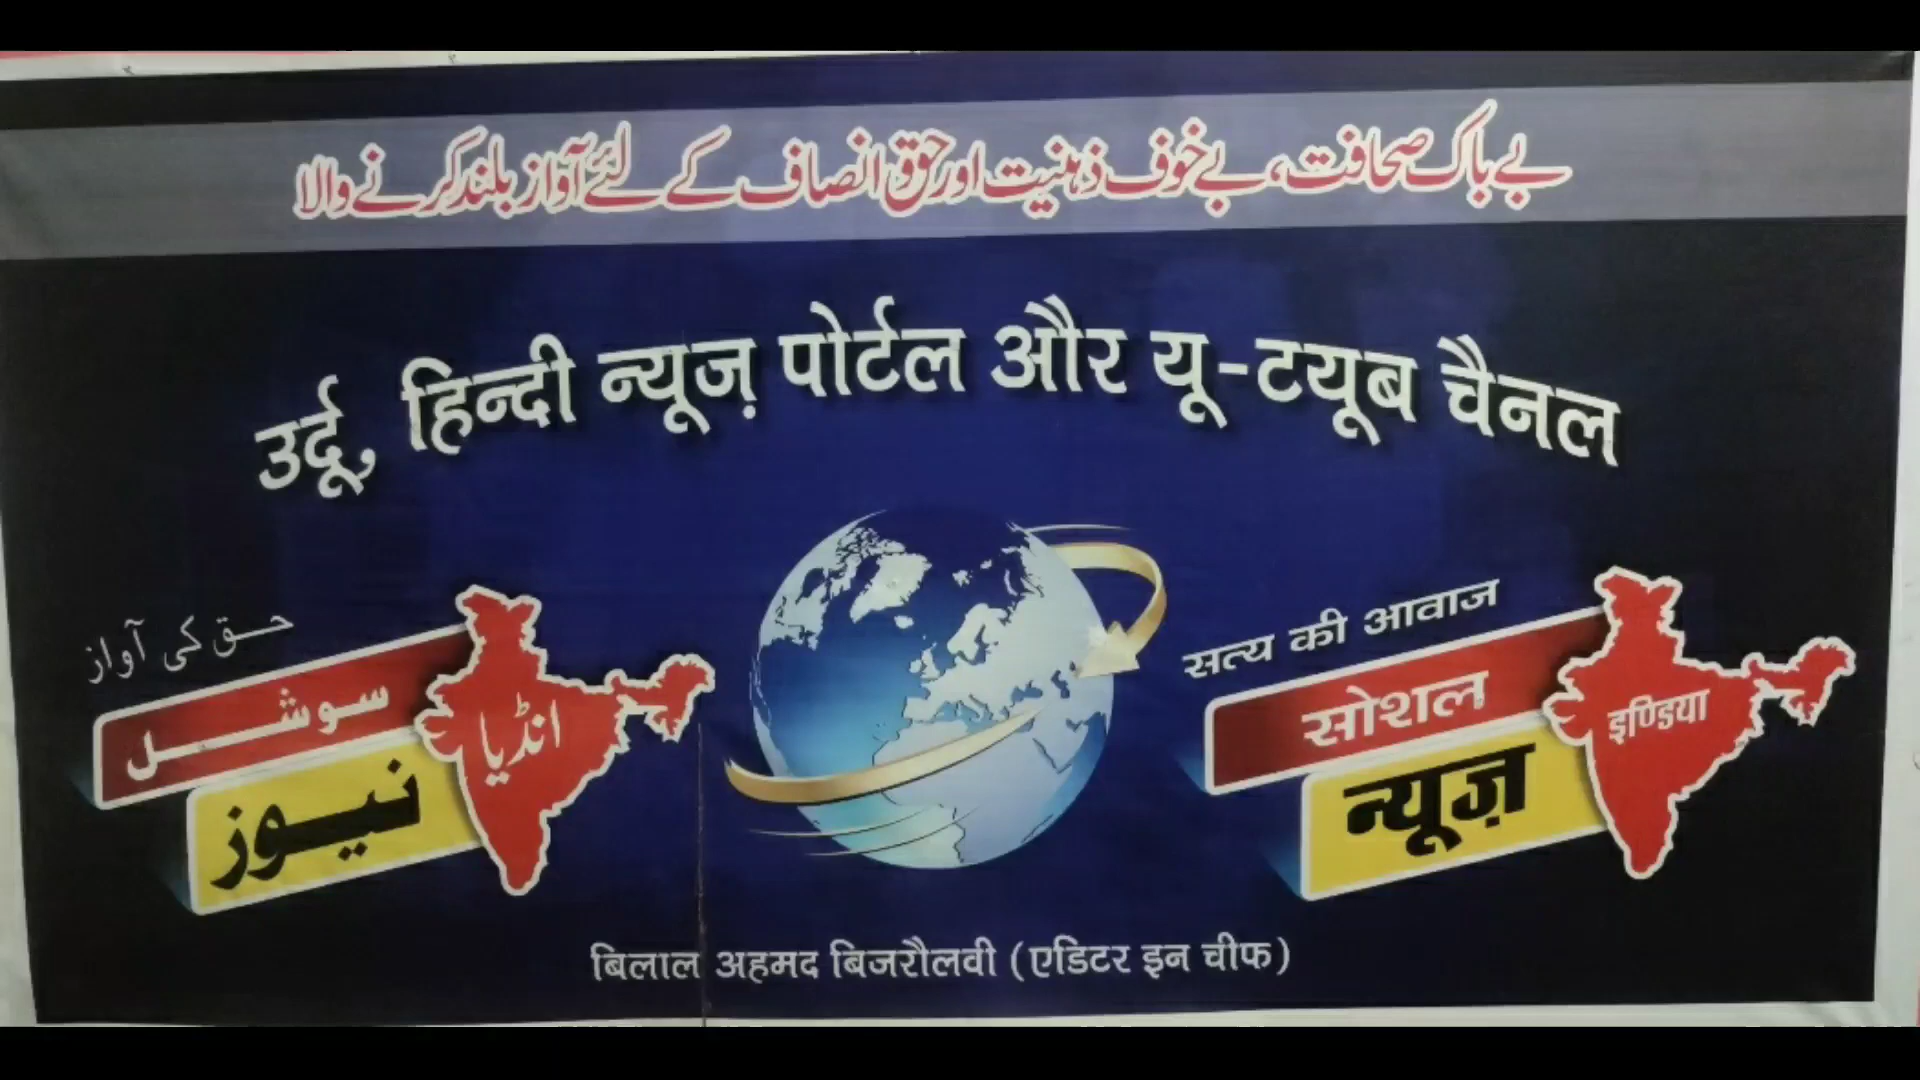 بے باک صحافت، بے خوف ذہنیت اور حق انصاف کے لئے آواز بلند کرنے والا
उर्दू, हिन्दी न्यूज़ पोर्टल और यू-टयूब चैनल
حق کی آواز
سوشل
انڈیا
نیوز
सत्य की आवाज
सोशल
इण्डिया
न्यूज़
बिलाल अहमद बिजरौलवी (एडिटर इन चीफ)